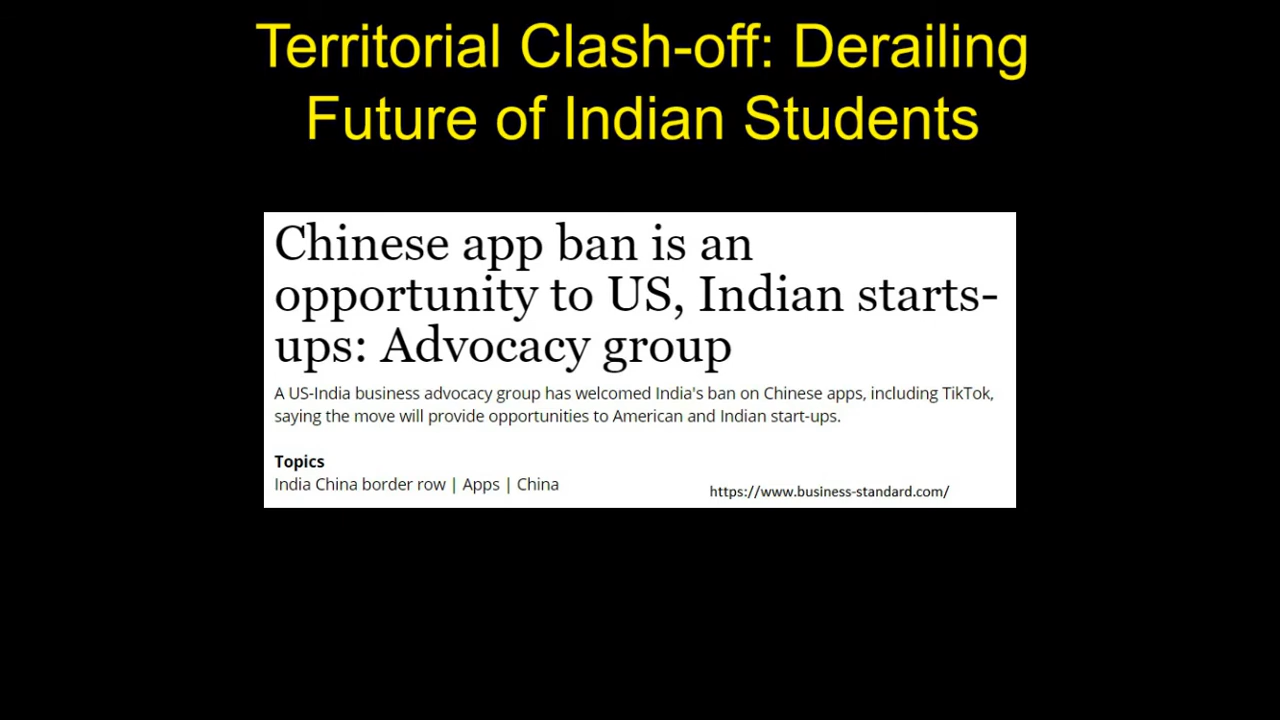 Territorial Clash-off: Derailing
Future of Indian Students
Chinese app ban is an
opportunity to US, Indian starts-
ups: Advocacy group
A US-India business advocacy group has welcomed India's ban on Chinese apps, including TikTok,
saying the move will provide opportunities to American and Indian start-ups.
Topics
India China border row | Apps | China
https://www.business-standard.com/